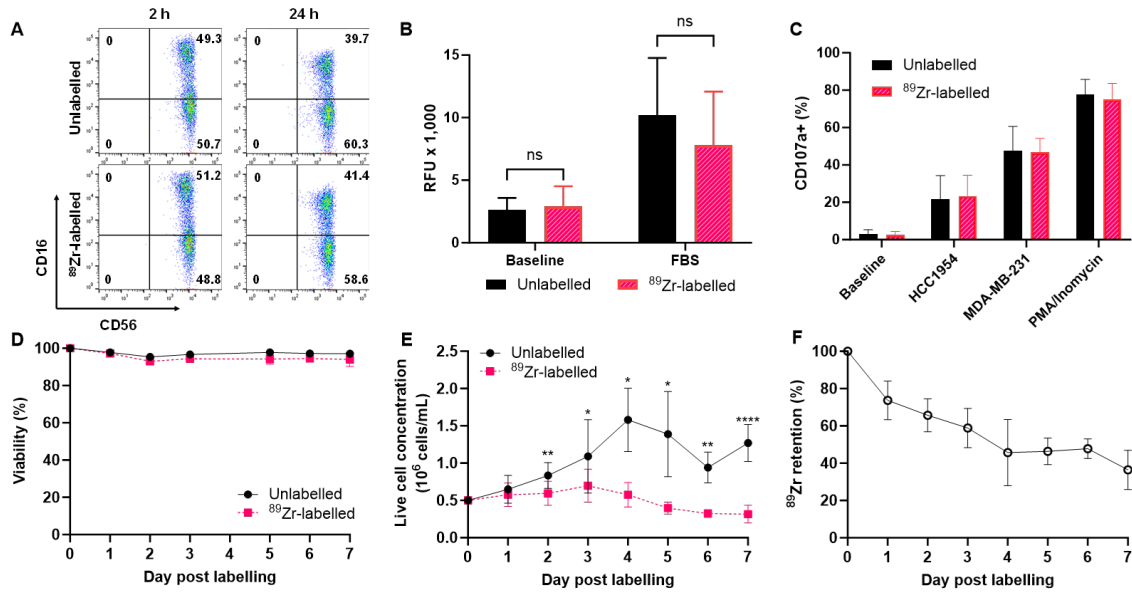 A
2 h
24 h
Unlabelled
0
49.3
0
39.7
0
50.7
0
60.3
⁸⁹Zr-labelled
0
51.2
0
41.4
0
48.8
0
58.6
CD16
CD56
B
RFU x 1,000
15
10
5
0
ns
ns
Baseline
FBS
Unlabelled
⁸⁹Zr-labelled
C
CD107a+ (%)
100
80
60
40
20
0
Unlabelled
⁸⁹Zr-labelled
Baseline
HCC1954
MDA-MB-231
PMA/Inomycin
D
Viability (%)
100
80
60
40
20
0
Unlabelled
⁸⁹Zr-labelled
0 1 2 3 4 5 6 7
Day post labelling
E
Live cell concentration
(10⁶ cells/mL)
2.5
2.0
1.5
1.0
0.5
0.0
Unlabelled
⁸⁹Zr-labelled
** * * * ** ****
0 1 2 3 4 5 6 7
Day post labelling
F
⁸⁹Zr retention (%)
100
80
60
40
20
0
0 1 2 3 4 5 6 7
Day post labelling